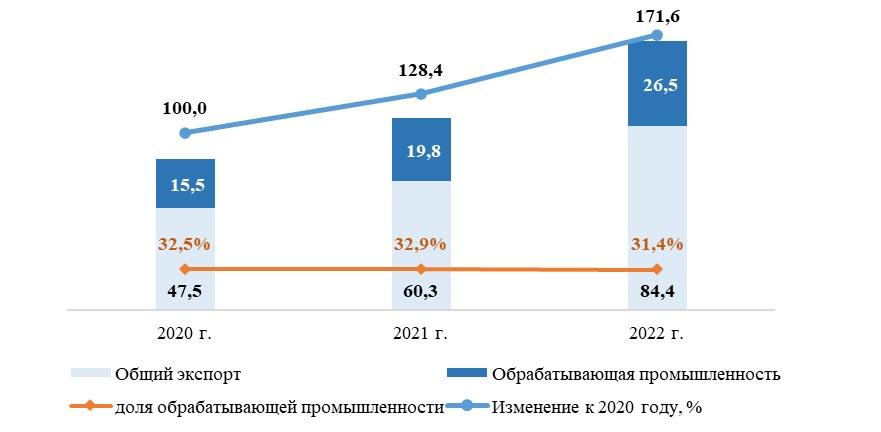 171,6
128,4
100,0
26,5
19,8
15,5
32,5% 32,9% 31,4%
47,5 60,3 84,4
2020 г. 2021 г. 2022 г.
Общий экспорт Обрабатывающая промышленность
доля обрабатывающей промышленности Изменение к 2020 году, %